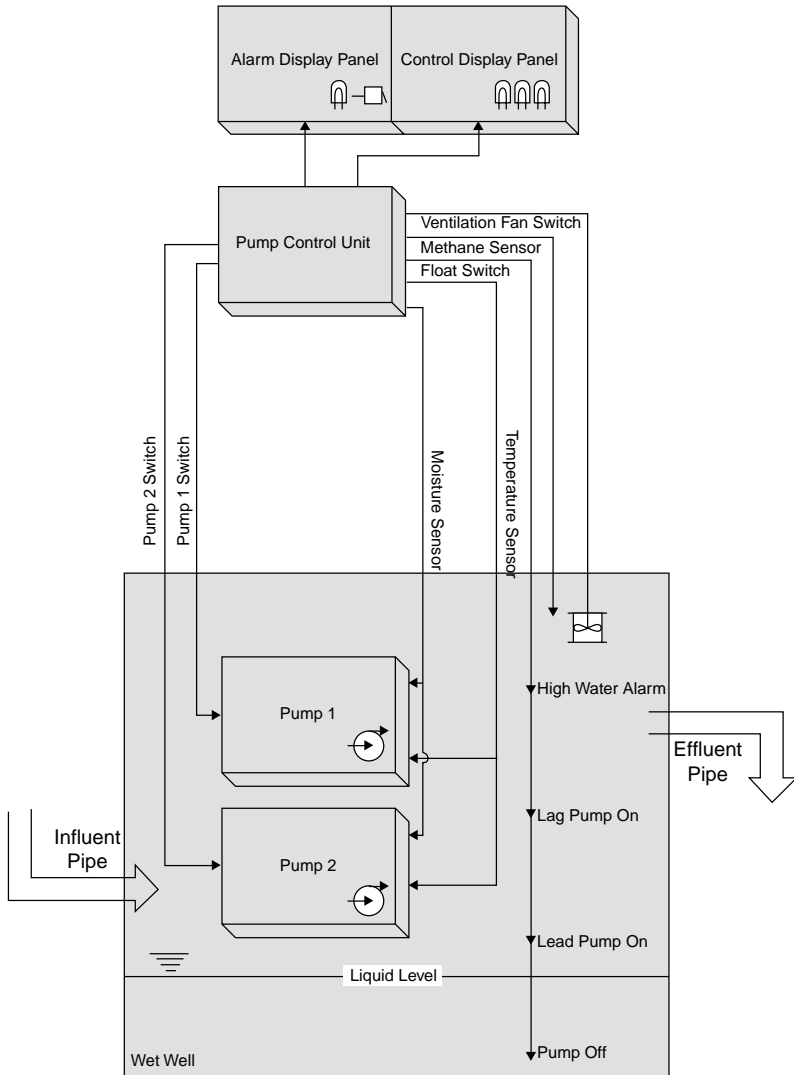 Alarm Display Panel
Control Display Panel
Pump Control Unit
Ventilation Fan Switch
Methane Sensor
Float Switch
Pump 2 Switch
Pump 1 Switch
Moisture Sensor
Temperature Sensor
High Water Alarm
Pump 1
Effluent
Pipe
Lag Pump On
Influent
Pipe
Pump 2
Lead Pump On
Liquid Level
Wet Well
Pump Off